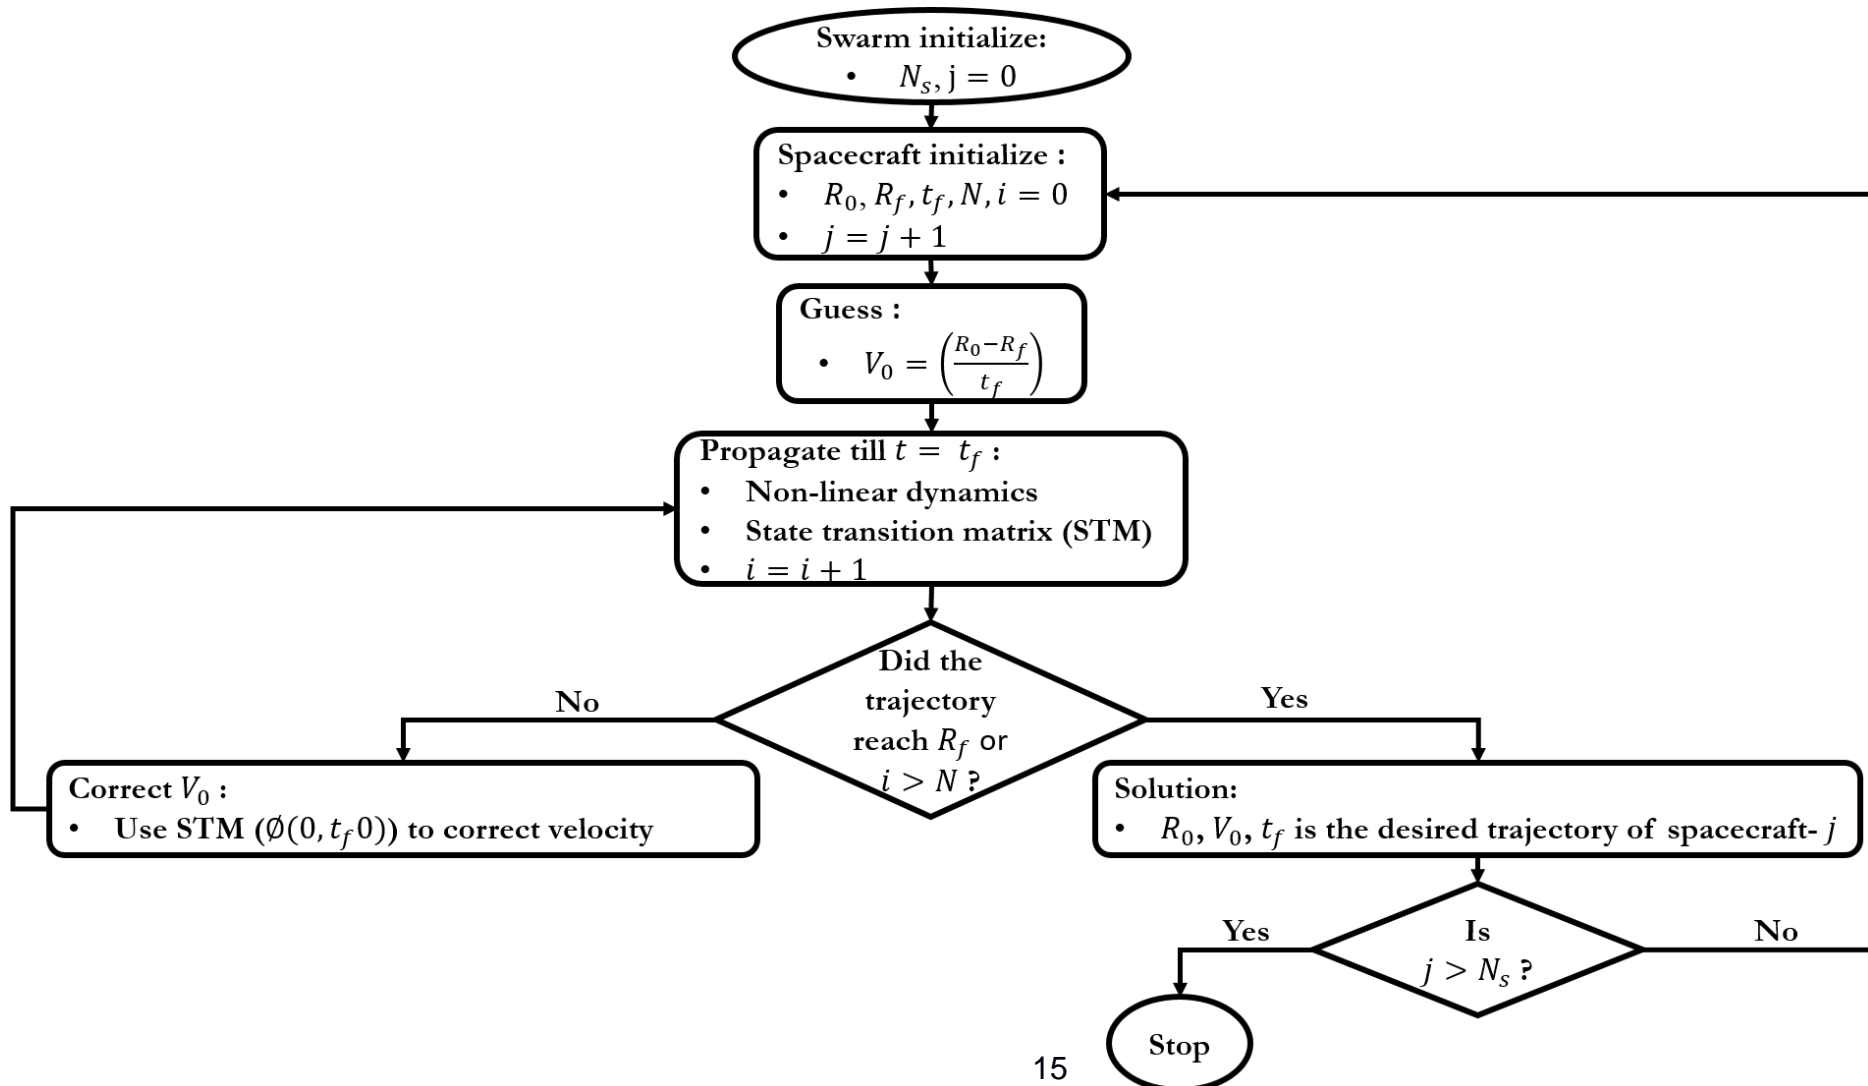 Swarm initialize:
• N_s, j = 0
Spacecraft initialize :
• R_0, R_f, t_f, N, i = 0
• j = j + 1
Guess :
• V_0 = ((R_0−R_f)/t_f)
Propagate till t = t_f :
• Non-linear dynamics
• State transition matrix (STM)
• i = i + 1
Did the
trajectory
reach R_f or
i > N ?
No
Yes
Correct V_0 :
• Use STM (∅(0, t_f 0)) to correct velocity
Solution:
• R_0, V_0, t_f is the desired trajectory of spacecraft- j
Is
j > N_s ?
Yes
No
Stop
15